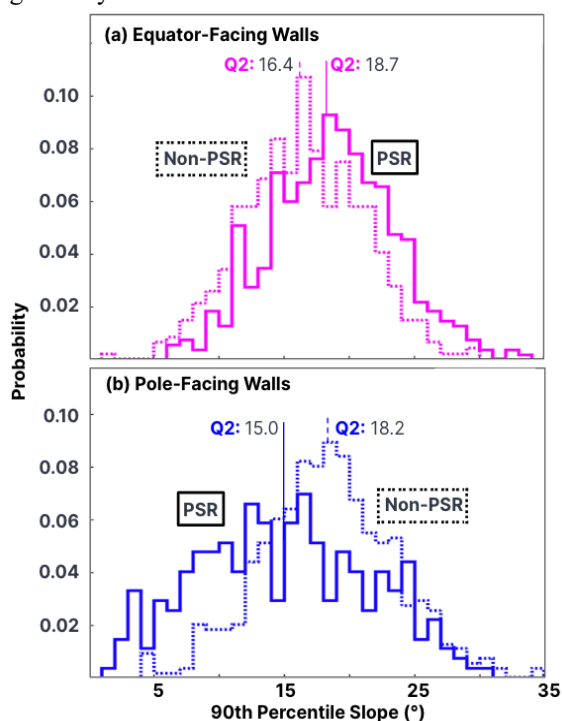 (a) Equator-Facing Walls
Q2: 16.4 Q2: 18.7
0.10
Non-PSR PSR
0.08
0.06
0.04
0.02
Probability
(b) Pole-Facing Walls
Q2: 15.0 Q2: 18.2
0.10
0.08
PSR Non-PSR
0.06
0.04
0.02
5 15 25 35
90th Percentile Slope (°)